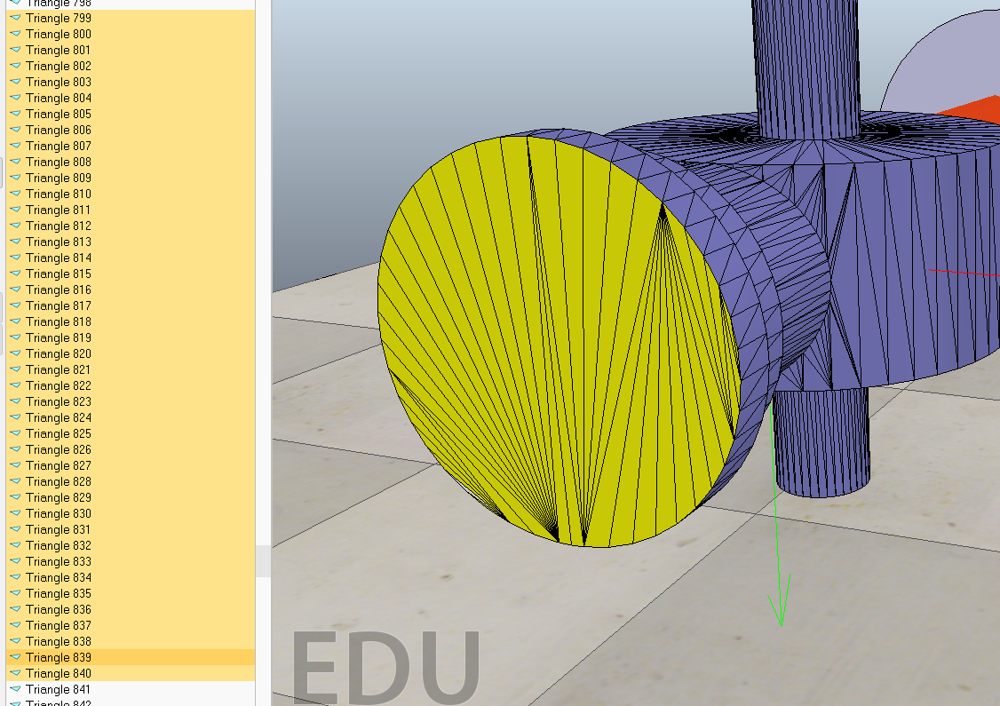 Triangle 798
Triangle 799
Triangle 800
Triangle 801
Triangle 802
Triangle 803
Triangle 804
Triangle 805
Triangle 806
Triangle 807
Triangle 808
Triangle 809
Triangle 810
Triangle 811
Triangle 812
Triangle 813
Triangle 814
Triangle 815
Triangle 816
Triangle 817
Triangle 818
Triangle 819
Triangle 820
Triangle 821
Triangle 822
Triangle 823
Triangle 824
Triangle 825
Triangle 826
Triangle 827
Triangle 828
Triangle 829
Triangle 830
Triangle 831
Triangle 832
Triangle 833
Triangle 834
Triangle 835
Triangle 836
Triangle 837
Triangle 838
Triangle 839
Triangle 840
Triangle 841
Triangle 842
EDU